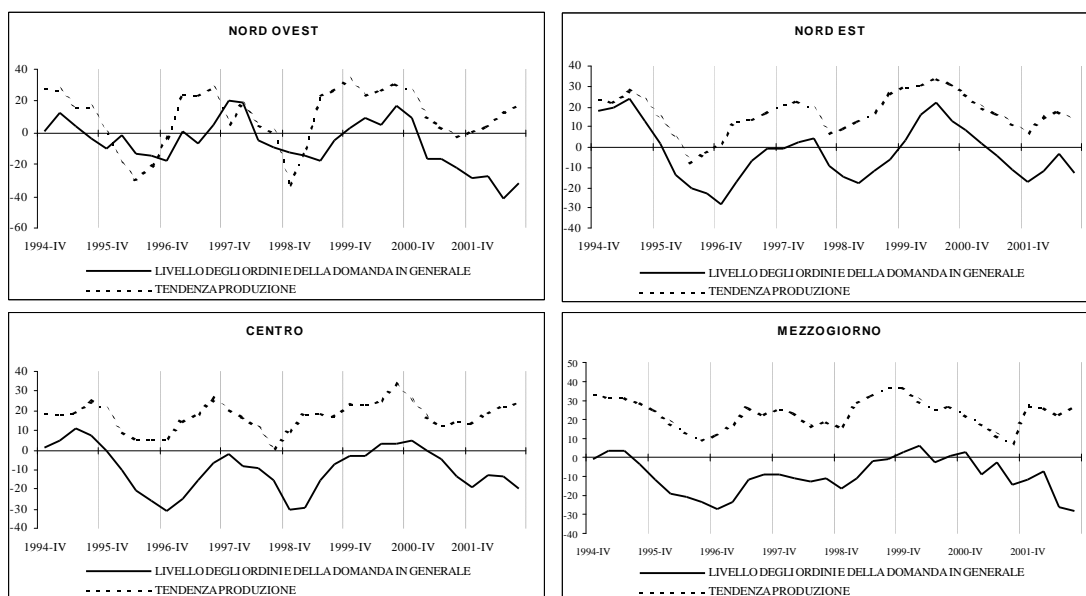 NORD OVEST
40
20
0
-20
-40
-60
1994-IV 1995-IV 1996-IV 1997-IV 1998-IV 1999-IV 2000-IV 2001-IV
LIVELLO DEGLI ORDINI E DELLA DOMANDA IN GENERALE
TENDENZA PRODUZIONE
NORD EST
40
30
20
10
0
-10
-20
-30
-40
1994-IV 1995-IV 1996-IV 1997-IV 1998-IV 1999-IV 2000-IV 2001-IV
LIVELLO DEGLI ORDINI E DELLA DOMANDA IN GENERALE
TENDENZA PRODUZIONE
CENTRO
40
30
20
10
0
-10
-20
-30
40
1994-IV 1995-IV 1996-IV 1997-IV 1998-IV 1999-IV 2000-IV 2001-IV
LIVELLO DEGLI ORDINI E DELLA DOMANDA IN GENERALE
TENDENZA PRODUZIONE
MEZZOGIORNO
50
40
30
20
10
0
-10
-20
-30
-40
1994-IV 1995-IV 1996-IV 1997-IV 1998-IV 1999-IV 2000-IV 2001-IV
LIVELLO DEGLI ORDINI E DELLA DOMANDA IN GENERALE
TENDENZA PRODUZIONE